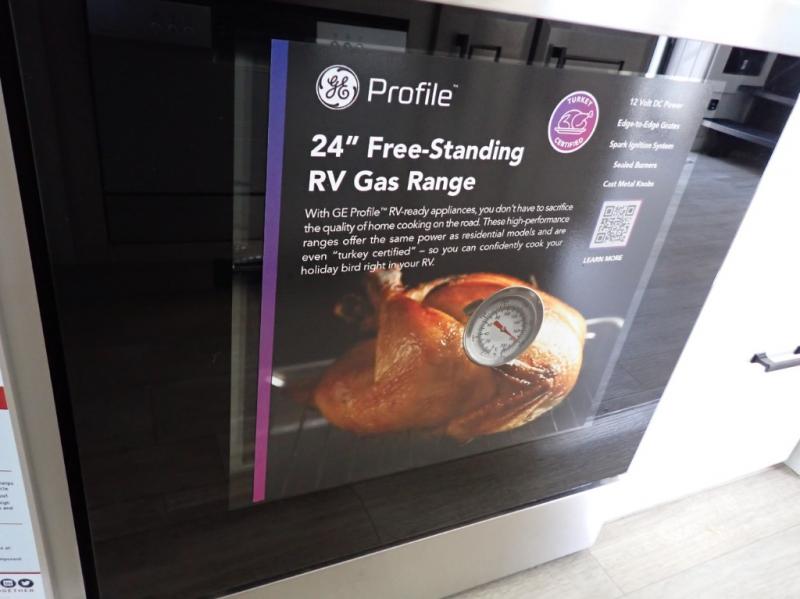 GE Profile™
TURKEY
CERTIFIED
24" Free-Standing
RV Gas Range
With GE Profile™ RV-ready appliances, you don't have to sacrifice
the quality of home cooking on the road. These high-performance
ranges offer the same power as residential models and are
even "turkey certified" – so you can confidently cook your
holiday bird right in your RV.
12 Volt DC Power
Edge-to-Edge Grates
Spark Ignition System
Sealed Burners
Cast Metal Knobs
LEARN MORE